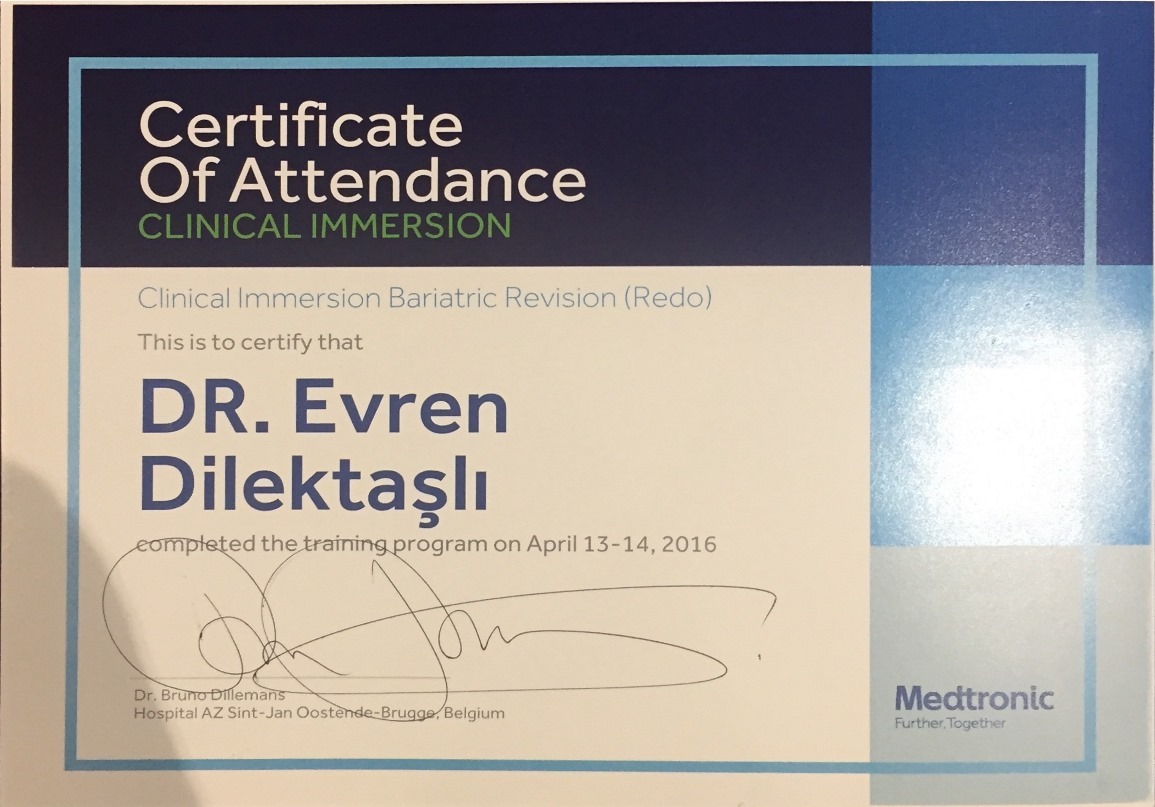 Certificate
Of Attendance
CLINICAL IMMERSION
Clinical Immersion Bariatric Revision (Redo)
This is to certify that
DR. Evren
Dilektaşlı
completed the training program on April 13-14, 2016
Dr. Bruno Dillemans
Hospital AZ Sint-Jan Oostende-Brugge, Belgium
Medtronic
Further, Together